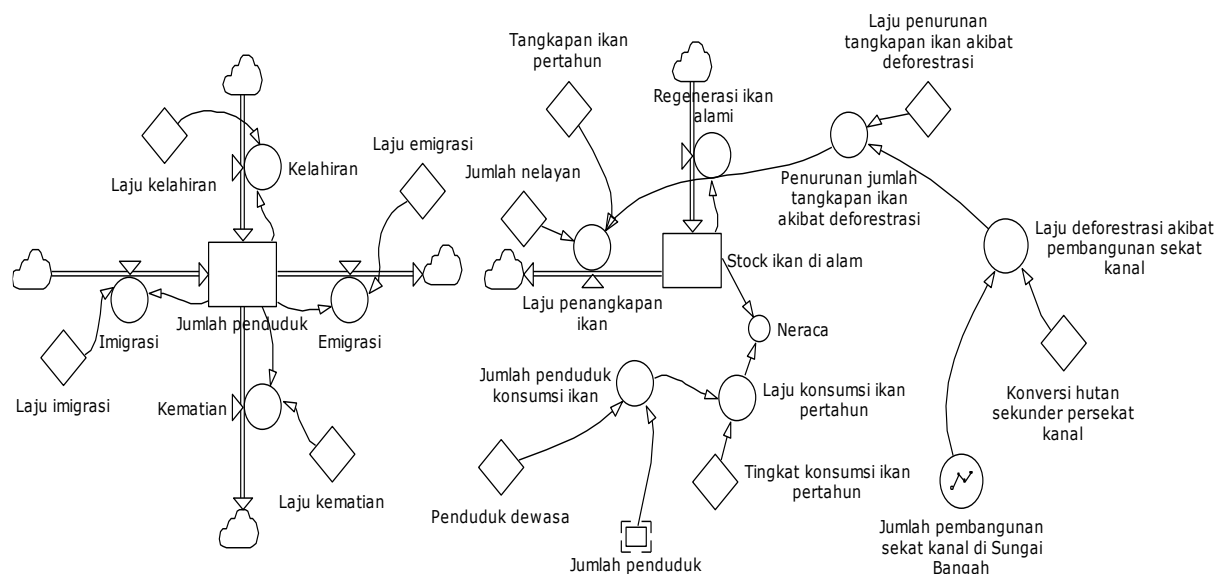 Laju kelahiran
Kelahiran
Laju emigrasi
Jumlah penduduk
Imigrasi
Emigrasi
Laju imigrasi
Kematian
Laju kematian
Tangkapan ikan
pertahun
Regenerasi ikan
alami
Laju penurunan
tangkapan ikan akibat
deforestrasi
Jumlah nelayan
Penurunan jumlah
tangkapan ikan
akibat deforestrasi
Laju deforestrasi akibat
pembangunan sekat
kanal
Stock ikan di alam
Laju penangkapan
ikan
Neraca
Jumlah penduduk
konsumsi ikan
Laju konsumsi ikan
pertahun
Konversi hutan
sekunder persekat
kanal
Penduduk dewasa
Tingkat konsumsi ikan
pertahun
Jumlah penduduk
Jumlah pembangunan
sekat kanal di Sungai
Bangah